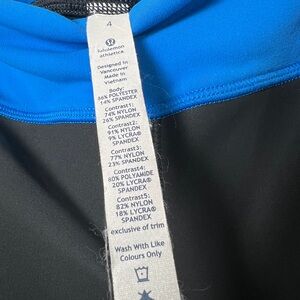 4
lululemon
athletica
Designed in
Vancouver
Made in
Vietnam
Body:
86% POLYESTER
14% SPANDEX
Contrast1:
74% NYLON
26% SPANDEX
Contrast2:
91% NYLON
9% LYCRA®
SPANDEX
Contrast3:
77% NYLON
23% SPANDEX
Contrast4:
80% POLYAMIDE
20% LYCRA®
SPANDEX
Contrast5:
82% NYLON
18% LYCRA®
SPANDEX
exclusive of trim
Wash With Like
Colours Only